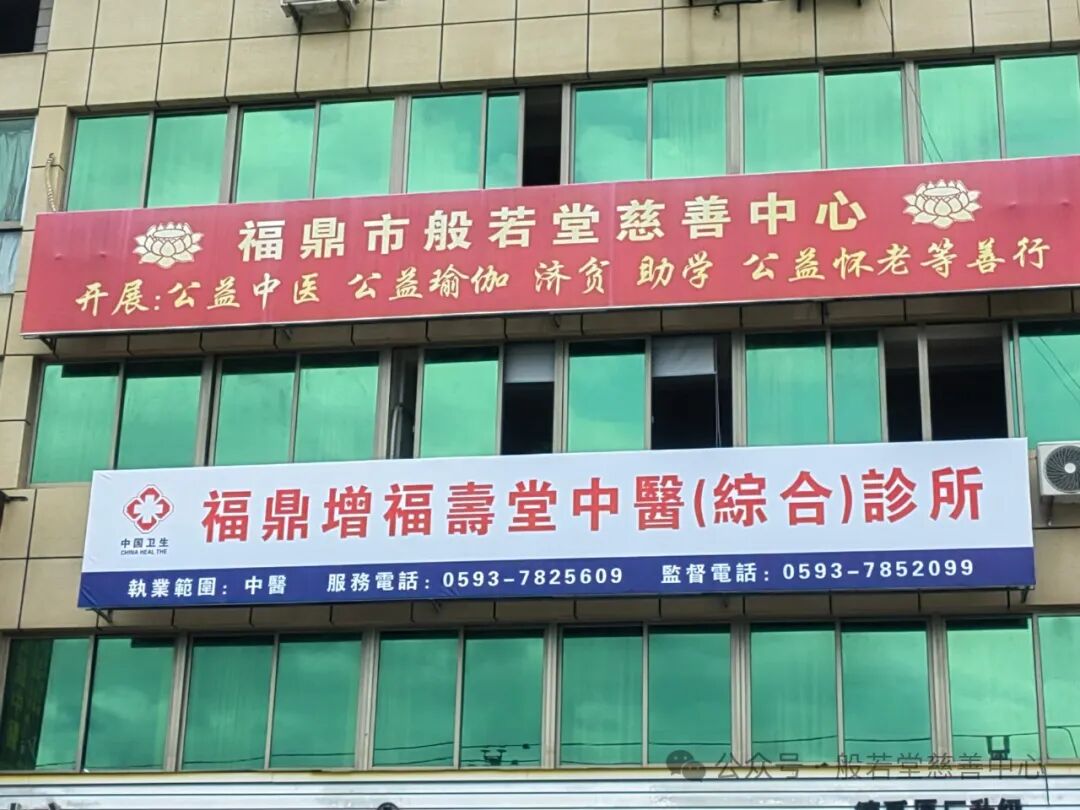 福鼎市般若堂慈善中心
开展:公益中医 公益瑜伽 济贫 助学 公益怀老等善行
福鼎增福壽堂中醫(綜合)診所
中国卫生
CHINA HEAL THE
執業範圍: 中醫 服務電話: 0593-7825609 監督電話: 0593-7852099
公众号·般若堂慈善中心